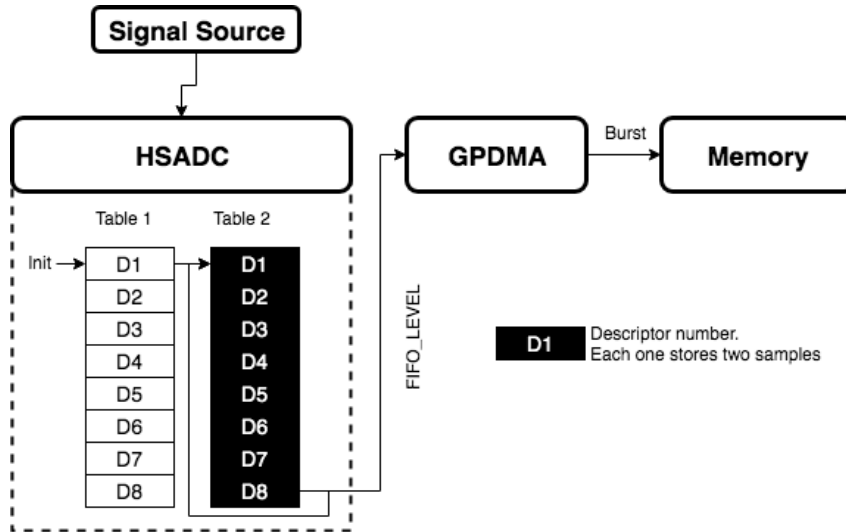 Signal Source
HSADC
GPDMA
Burst
Memory
Table 1
Table 2
Init
D1
D2
D3
D4
D5
D6
D7
D8
D1
D2
D3
D4
D5
D6
D7
D8
FIFO_LEVEL
D1
Descriptor number.
Each one stores two samples